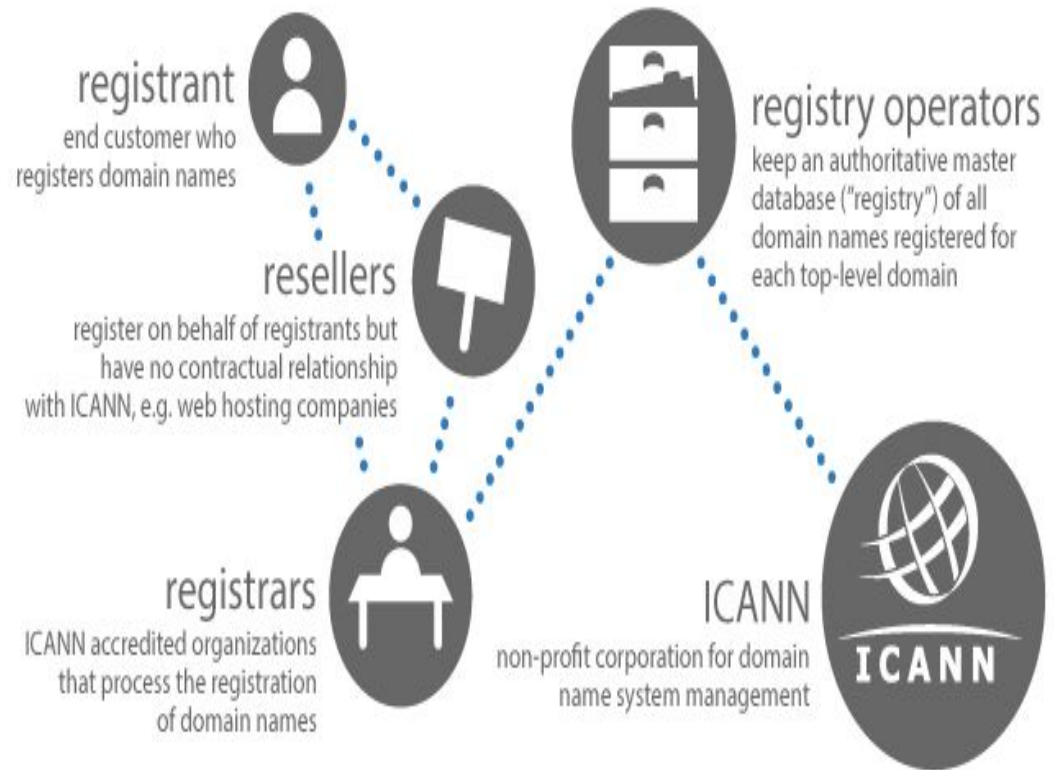 registrant
end customer who
registers domain names
resellers
register on behalf of registrants but
have no contractual relationship
with ICANN, e.g. web hosting companies
registrars
ICANN accredited organizations
that process the registration
of domain names
registry operators
keep an authoritative master
database ("registry") of all
domain names registered for
each top-level domain
ICANN
non-profit corporation for domain
name system management
ICANN